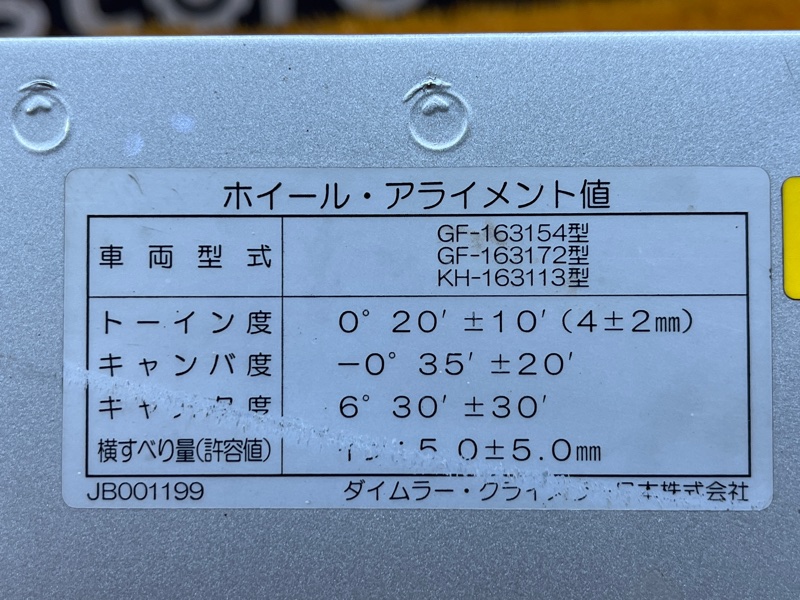 store
ホイール・アライメント値
車両型式
GF-163154型
GF-163172型
KH-163113型
トーイン度 0° 20′ ±10′(4±2㎜)
キャンバ度 -0° 35′ ±20′
度 6° 30′ ±30′
横すべり量(許容値) 5.0±5.0㎜
JB001199 ダイムラー・クライ 日本株式会社